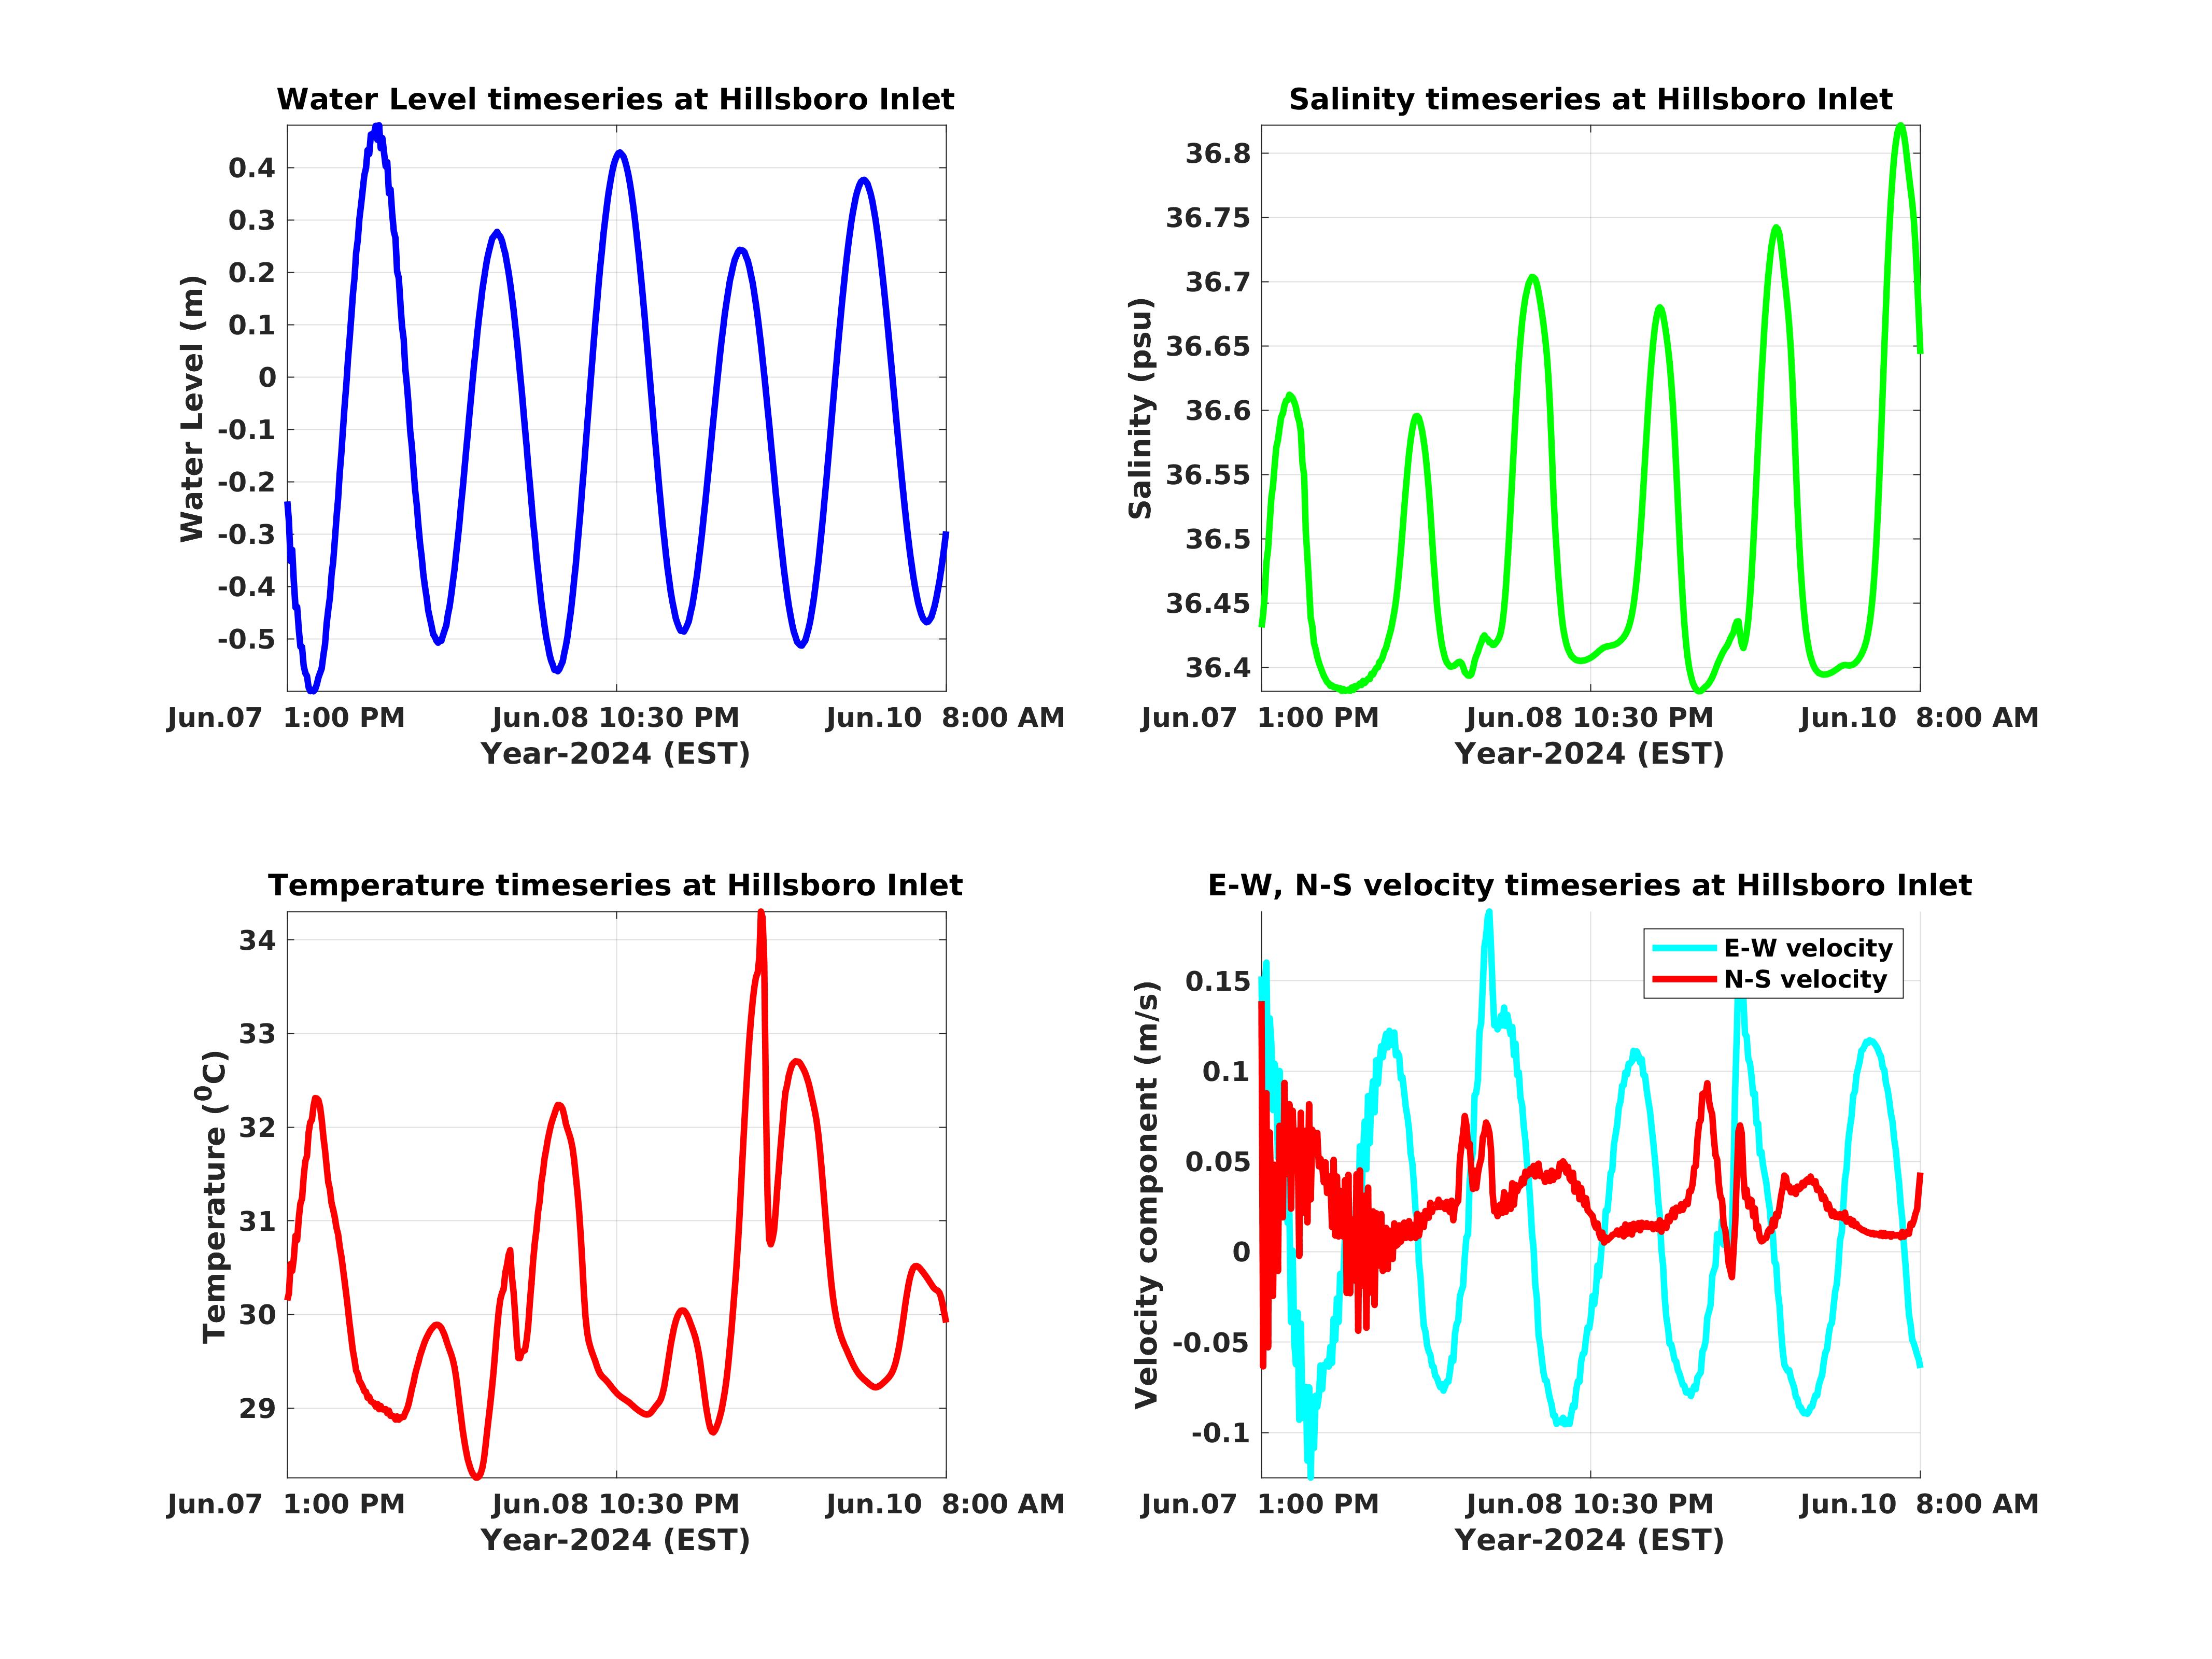 Water Level timeseries at Hillsboro Inlet
Water Level (m)
0.4
0.3
0.2
0.1
0
-0.1
-0.2
-0.3
-0.4
-0.5
Jun.07 1:00 PM
Jun.08 10:30 PM
Jun.10 8:00 AM
Year-2024 (EST)
Salinity timeseries at Hillsboro Inlet
Salinity (psu)
36.8
36.75
36.7
36.65
36.6
36.55
36.5
36.45
36.4
Jun.07 1:00 PM
Jun.08 10:30 PM
Jun.10 8:00 AM
Year-2024 (EST)
Temperature timeseries at Hillsboro Inlet
Temperature (⁰C)
34
33
32
31
30
29
Jun.07 1:00 PM
Jun.08 10:30 PM
Jun.10 8:00 AM
Year-2024 (EST)
E-W, N-S velocity timeseries at Hillsboro Inlet
Velocity component (m/s)
0.15
0.1
0.05
0
-0.05
-0.1
E-W velocity
N-S velocity
Jun.07 1:00 PM
Jun.08 10:30 PM
Jun.10 8:00 AM
Year-2024 (EST)